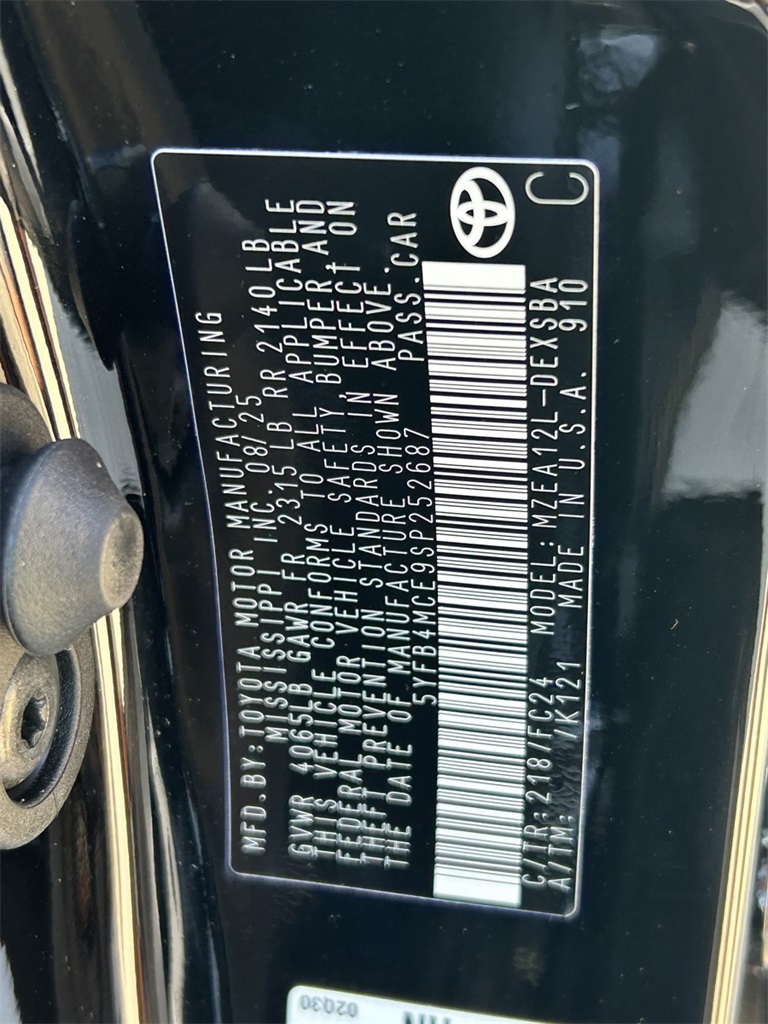 MFD.BY:TOYOTA MOTOR MANUFACTURING
MISSISSIPPI INC. 08/25
GVWR 4065LB GAWR FR 2315 LB RR 2140 LB
THIS VEHICLE CONFORMS TO ALL APPLICABLE
FEDERAL MOTOR VEHICLE SAFETY, BUMPER, AND
THEFT PREVENTION STANDARDS IN EFFECT ON
THE DATE OF MANUFACTURE SHOWN ABOVE.
5YFB4MCE9SP252687 PASS.CAR
C/TR:218/FC24 MODEL:MZEA12L-DEXSBA
A/TM: /K121 MADE IN U.S.A. 910
C
02030